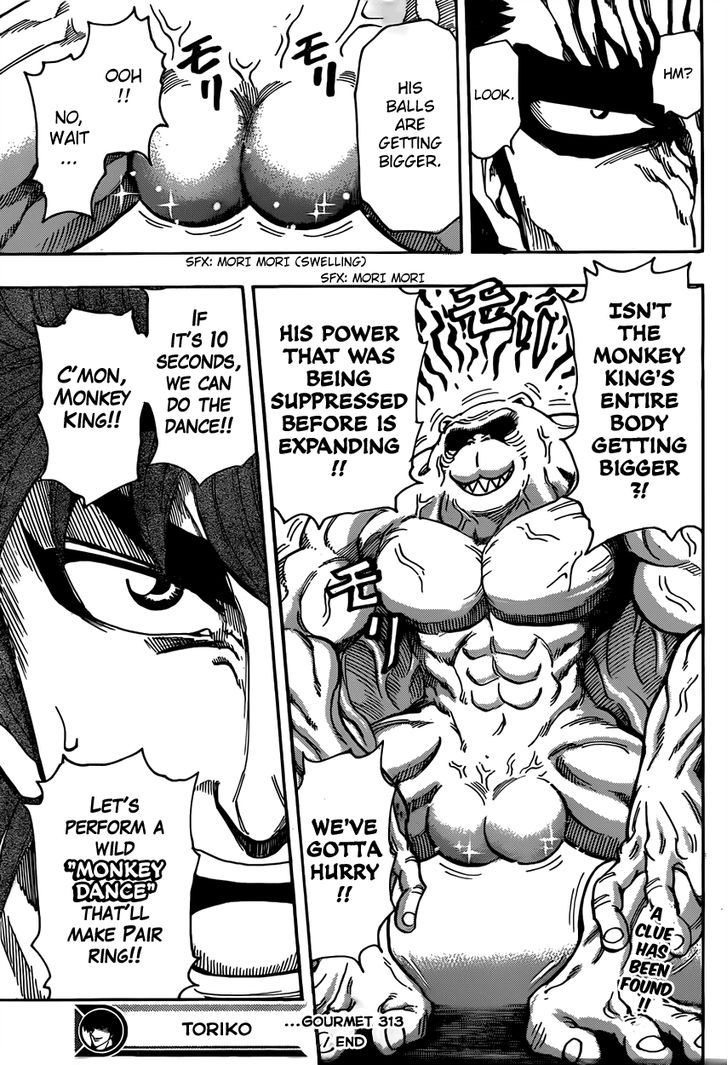 HM?
LOOK.
HIS
BALLS
ARE
GETTING
BIGGER.
モリ
モリ
OOH
!!
NO,
WAIT
...
SFX: MORI MORI (SWELLING)
SFX: MORI MORI
ISN'T
THE
MONKEY
KING'S
ENTIRE
BODY
GETTING
BIGGER
?!
モ
HIS POWER
THAT WAS
BEING
SUPPRESSED
BEFORE IS
EXPANDING
!!
モリ
WE'VE
GOTTA
HURRY
!!
A
CLUE
HAS
BEEN
FOUND
!!
IF
IT'S 10
SECONDS,
WE CAN
DO THE
DANCE!!
C'MON,
MONKEY
KING!!
LET'S
PERFORM A
WILD
"MONKEY
DANCE"
THAT'LL
MAKE PAIR
RING!!
TORIKO
...GOURMET 313
/ END